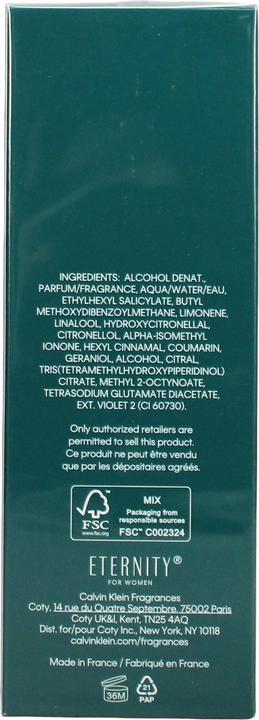 INGREDIENTS: ALCOHOL DENAT.,
PARFUM/FRAGRANCE, AQUA/WATER/EAU,
ETHYLHEXYL SALICYLATE, BUTYL
METHOXYDIBENZOYLMETHANE, LIMONENE,
LINALOOL, HYDROXYCITRONELLAL,
CITRONELLOL, ALPHA-ISOMETHYL
IONONE, HEXYL CINNAMAL, COUMARIN,
GERANIOL, ALCOHOL, CITRAL,
TRIS(TETRAMETHYLHYDROXYPIPERIDINOL)
CITRATE, METHYL 2-OCTYNOATE,
TETRASODIUM GLUTAMATE DIACETATE,
EXT. VIOLET 2 (CI 60730).
Only authorized retailers are
permitted to sell this product.
Ce produit ne peut être vendu
que par les dépositaires agréés.
FSC
www.fsc.org
MIX
Packaging from
responsible sources
FSC™ C002324
ETERNITY®
FOR WOMEN
Calvin Klein Fragrances
Coty, 14 rue du Quatre Septembre, 75002 Paris
Coty UK&I, Kent, TN25 4AQ
Dist. for/pour Coty Inc., New York, NY 10118
calvinklein.com/fragrances
Made in France / Fabriqué en France
36M
21
PAP